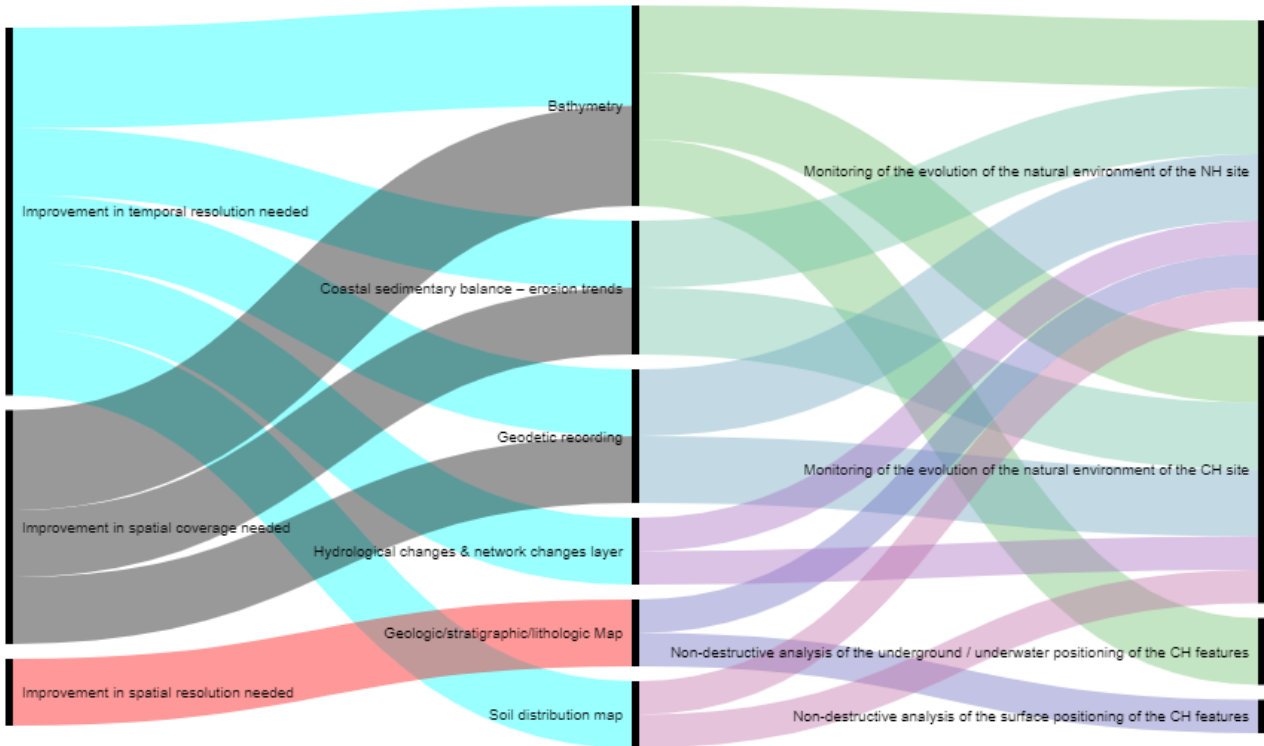 Improvement in temporal resolution needed
Improvement in spatial coverage needed
Improvement in spatial resolution needed
Bathymetry
Coastal sedimentary balance – erosion trends
Geodetic recording
Hydrological changes & network changes layer
Geologic/stratigraphic/lithologic Map
Soil distribution map
Monitoring of the evolution of the natural environment of the NH site
Monitoring of the evolution of the natural environment of the CH site
Non-destructive analysis of the underground / underwater positioning of the CH features
Non-destructive analysis of the surface positioning of the CH features